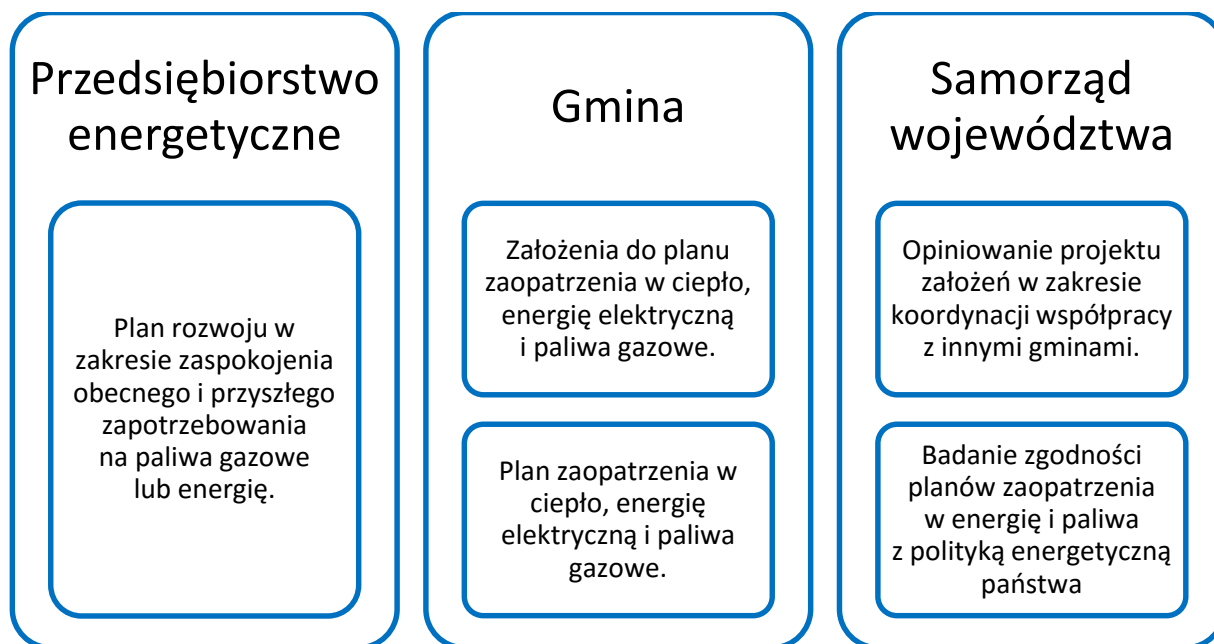 Przedsiębiorstwo
energetyczne
Plan rozwoju w
zakresie zaspokojenia
obecnego i przyszłego
zapotrzebowania
na paliwa gazowe
lub energię.
Gmina
Założenia do planu
zaopatrzenia w ciepło,
energię elektryczną
i paliwa gazowe.
Plan zaopatrzenia w
ciepło, energię
elektryczną i paliwa
gazowe.
Samorząd
województwa
Opiniowanie projektu
założeń w zakresie
koordynacji współpracy
z innymi gminami.
Badanie zgodności
planów zaopatrzenia
w energię i paliwa
z polityką energetyczną
państwa